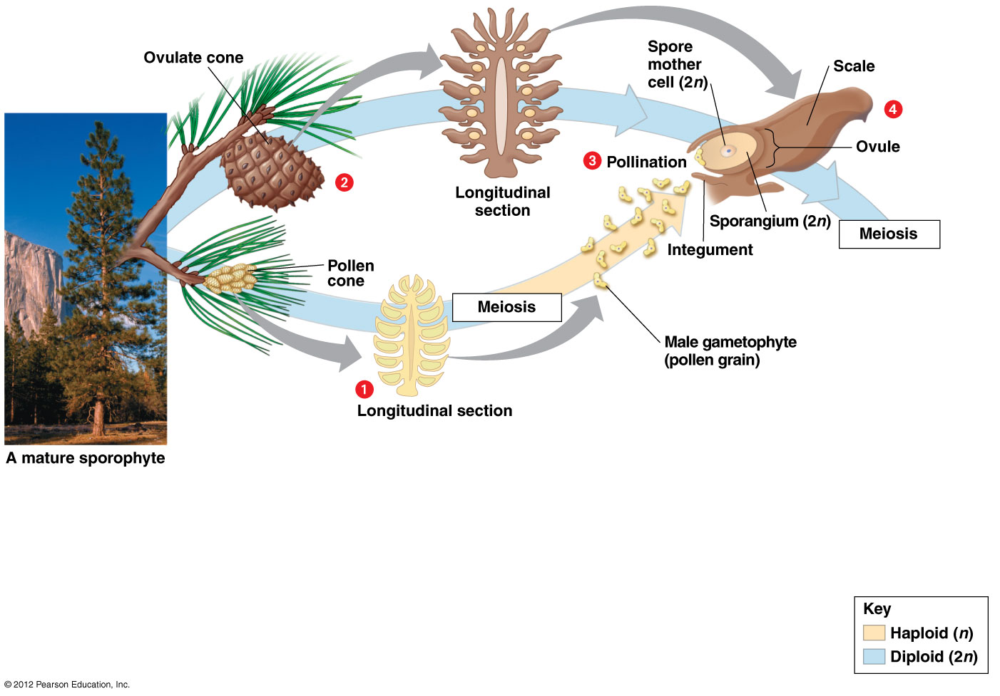 Ovulate cone
2
Longitudinal
section
Spore
mother
cell (2n)
Scale
4
Ovule
3 Pollination
Sporangium (2n)
Integument
Meiosis
Pollen
cone
Meiosis
Male gametophyte
(pollen grain)
1
Longitudinal section
A mature sporophyte
Key
Haploid (n)
Diploid (2n)
© 2012 Pearson Education, Inc.